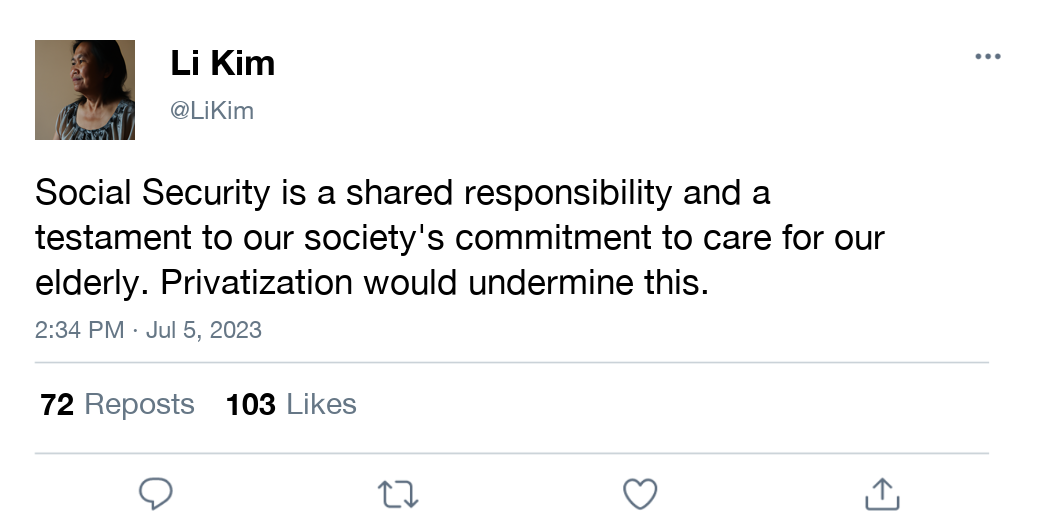 Li Kim
@LiKim
Social Security is a shared responsibility and a
testament to our society's commitment to care for our
elderly. Privatization would undermine this.
2:34 PM · Jul 5, 2023
72 Reposts 103 Likes